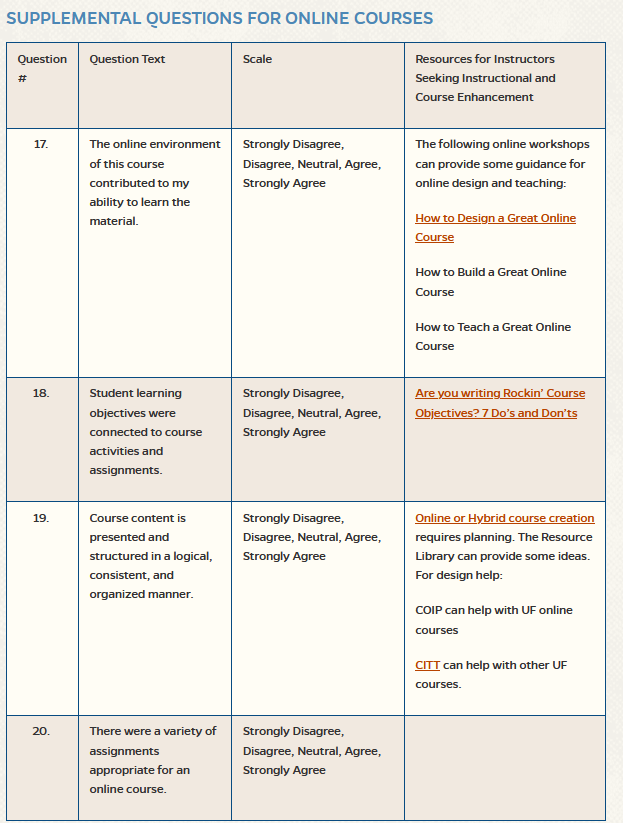 SUPPLEMENTAL QUESTIONS FOR ONLINE COURSES
Question
#
Question Text
Scale
Resources for Instructors
Seeking Instructional and
Course Enhancement
17.
The online environment
of this course
contributed to my
ability to learn the
material.
Strongly Disagree,
Disagree, Neutral, Agree,
Strongly Agree
The following online workshops
can provide some guidance for
online design and teaching:
How to Design a Great Online
Course
How to Build a Great Online
Course
How to Teach a Great Online
Course
18.
Student learning
objectives were
connected to course
activities and
assignments.
Strongly Disagree,
Disagree, Neutral, Agree,
Strongly Agree
Are you writing Rockin’ Course
Objectives? 7 Do’s and Don’ts
19.
Course content is
presented and
structured in a logical,
consistent, and
organized manner.
Strongly Disagree,
Disagree, Neutral, Agree,
Strongly Agree
Online or Hybrid course creation
requires planning. The Resource
Library can provide some ideas.
For design help:
COIP can help with UF online
courses
CITT can help with other UF
courses.
20.
There were a variety of
assignments
appropriate for an
online course.
Strongly Disagree,
Disagree, Neutral, Agree,
Strongly Agree